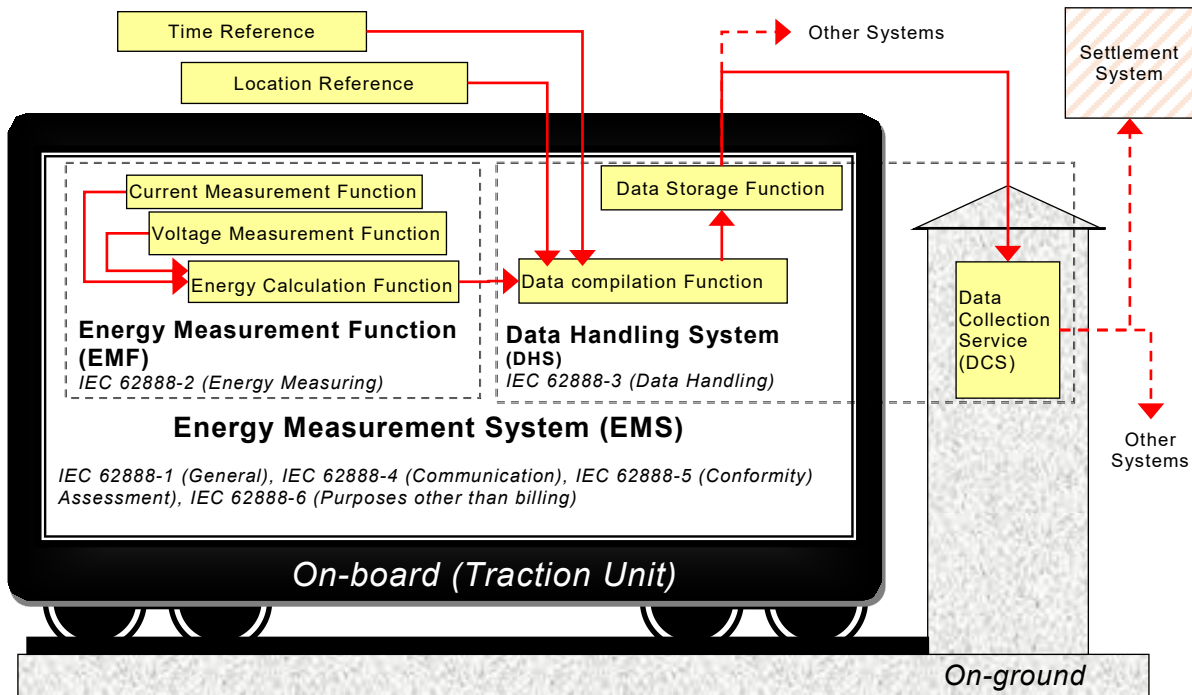 Time Reference
Other Systems
Settlement
System
Location Reference
Current Measurement Function
Data Storage Function
Voltage Measurement Function
Energy Calculation Function
Data compilation Function
Data
Collection
Service
(DCS)
Energy Measurement Function
(EMF)
IEC 62888-2 (Energy Measuring)
Data Handling System
(DHS)
IEC 62888-3 (Data Handling)
Energy Measurement System (EMS)
Other
Systems
IEC 62888-1 (General), IEC 62888-4 (Communication), IEC 62888-5 (Conformity)
Assessment), IEC 62888-6 (Purposes other than billing)
On-board (Traction Unit)
On-ground